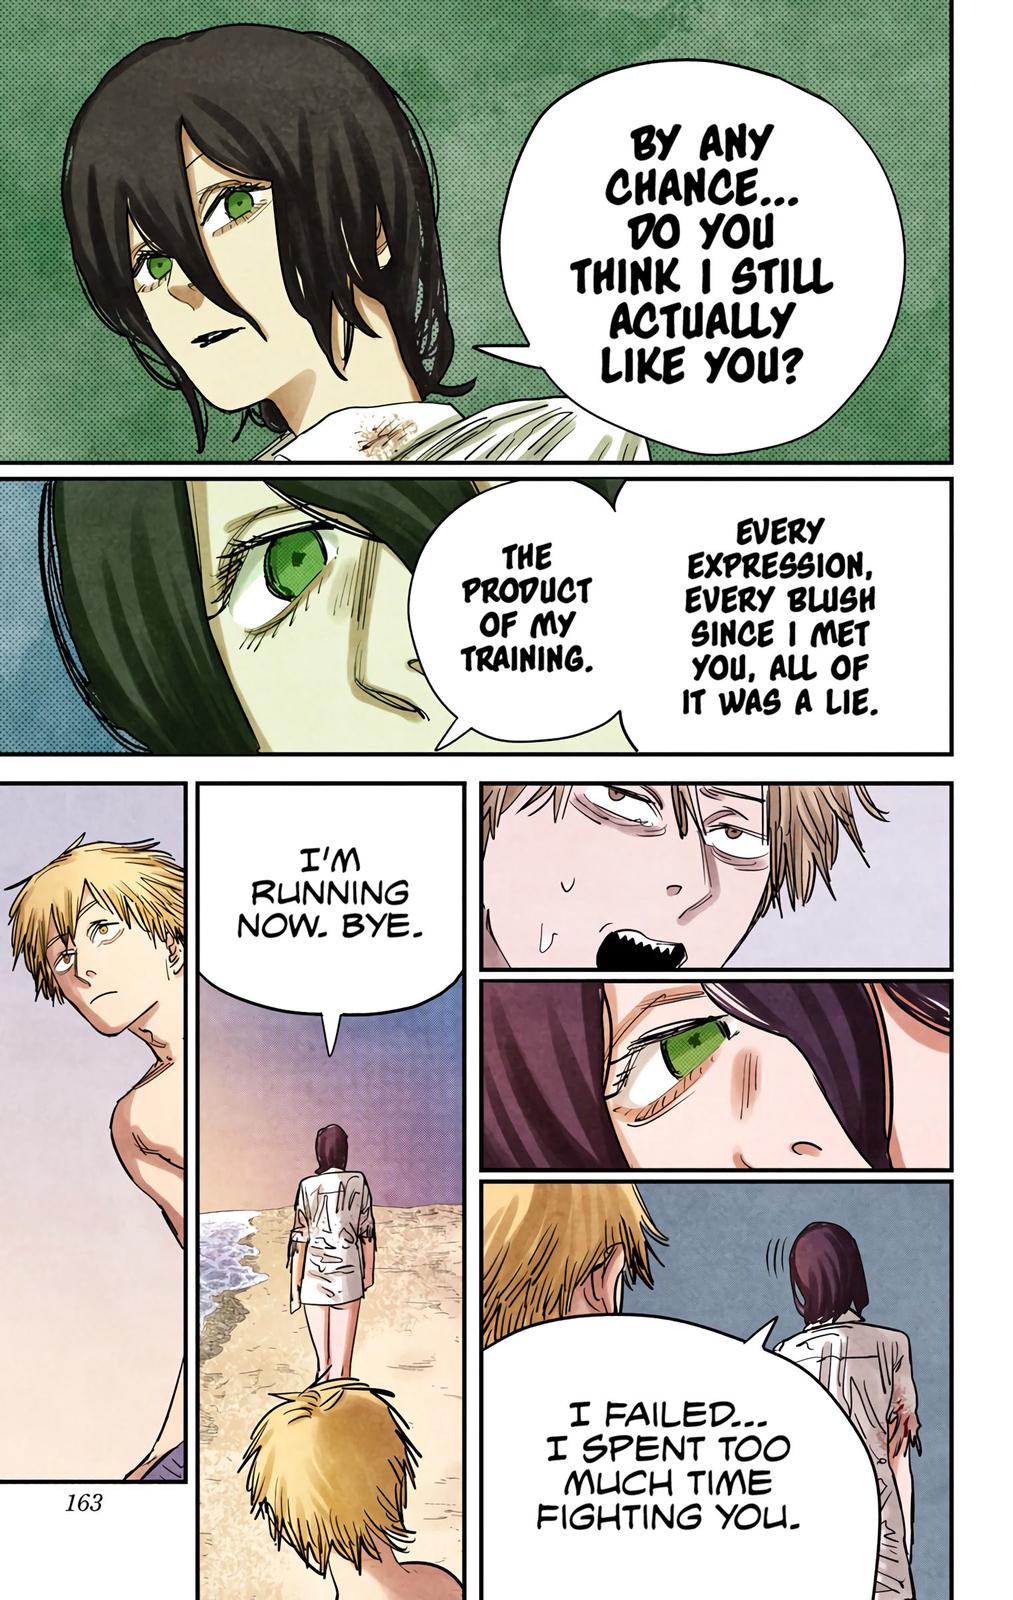 BY ANY
CHANCE...
DO YOU
THINK I STILL
ACTUALLY
LIKE YOU?
EVERY
EXPRESSION,
EVERY BLUSH
SINCE I MET
YOU, ALL OF
IT WAS A LIE.
THE
PRODUCT
OF MY
TRAINING.
I FAILED...
I SPENT TOO
MUCH TIME
FIGHTING YOU.
I'M
RUNNING
NOW. BYE.
163